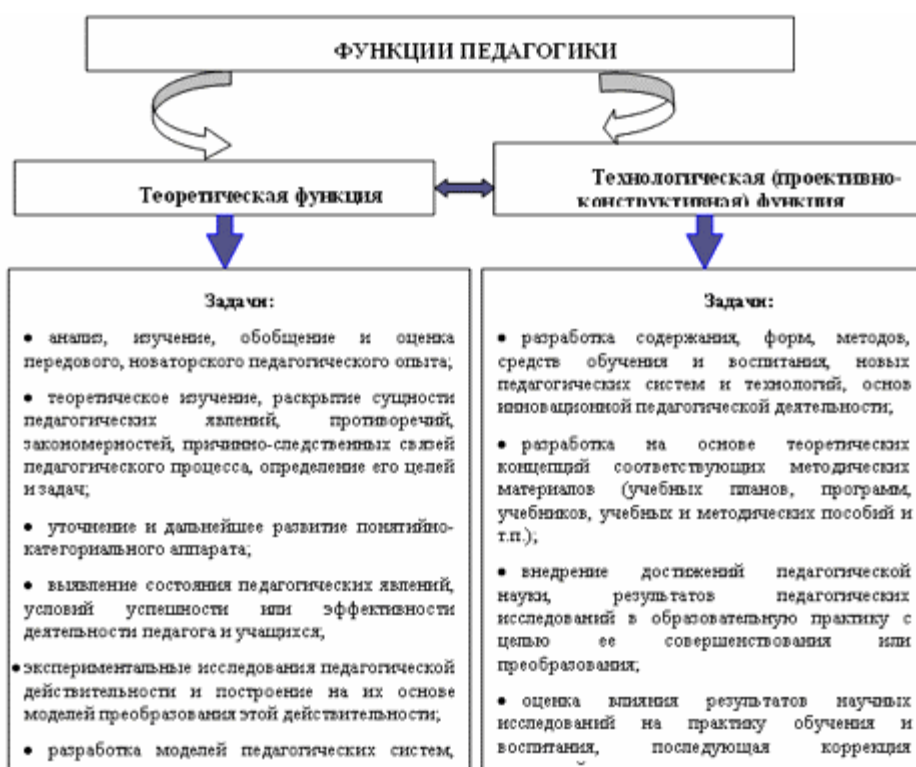 ФУНКЦИИ ПЕДАГОГИКИ
Теоретическая функция
Технологическая (проективно-
конструктивная) функция
Задачи:
● анализ, изучение, обобщение и оценка
передового, новаторского педагогического опыта;
● теоретическое изучение, раскрытие сущности
педагогических явлений, противоречий,
закономерностей, причинно-следственных связей
педагогического процесса, определение его целей
и задач;
● уточнение и дальнейшее развитие понятийно-
категориального аппарата;
● выявление состояния педагогических явлений,
условий успешности или эффективности
деятельности педагога и учащихся;
● экспериментальные исследования педагогической
действительности и построение на их основе
моделей преобразования этой действительности;
● разработка моделей педагогических систем,
Задачи:
● разработка содержания, форм, методов,
средств обучения и воспитания, новых
педагогических систем и технологий, основ
инновационной педагогической деятельности;
● разработка на основе теоретических
концепций соответствующих методических
материалов (учебных планов, программ,
учебников, учебных и методических пособий и
т.п.);
● внедрение достижений педагогической
науки, результатов педагогических
исследований в образовательную практику с
целью ее совершенствования или
преобразования;
● оценка влияния результатов научных
исследований на практику обучения и
воспитания, последующая коррекция